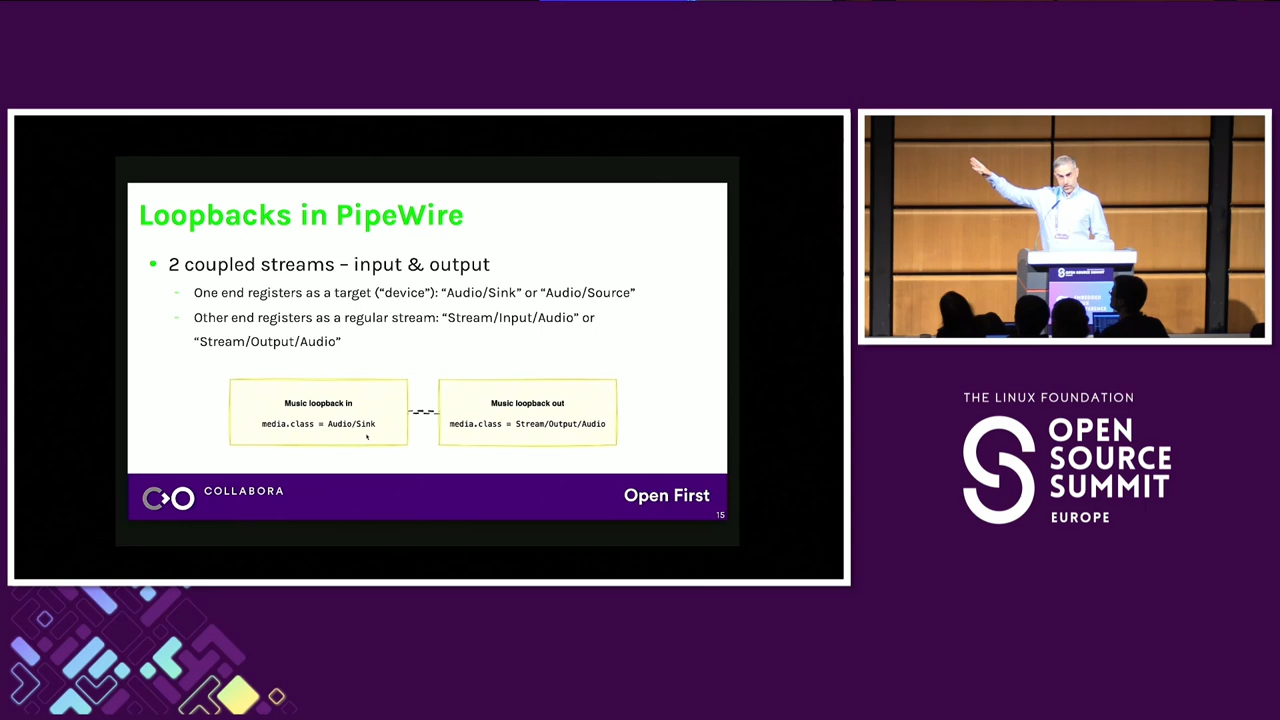 Loopbacks in PipeWire
• 2 coupled streams – input & output
- One end registers as a target (“device”): “Audio/Sink” or “Audio/Source”
- Other end registers as a regular stream: “Stream/Input/Audio” or
“Stream/Output/Audio”
Music loopback in
media.class = Audio/Sink
Music loopback out
media.class = Stream/Output/Audio
COLLABORA
Open First
15
OPEN SOURCE SUMMIT
THE LINUX FOUNDATION
OPEN
SOURCE
SUMMIT
EUROPE